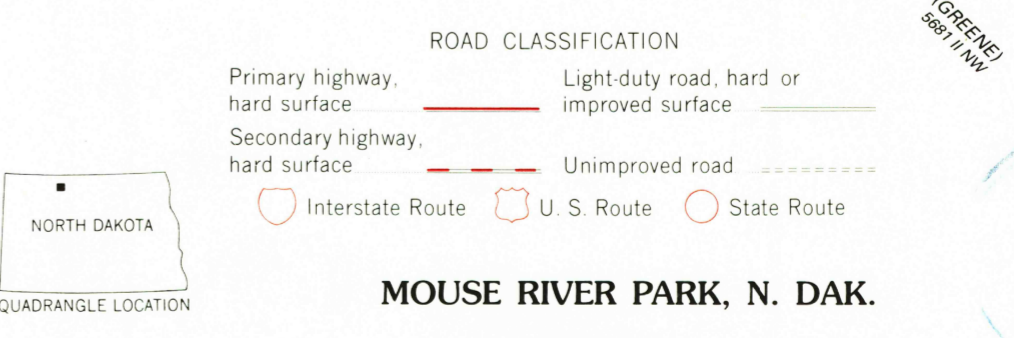 (GREENE)
5681 II NW
ROAD CLASSIFICATION
Primary highway,
hard surface
Light-duty road, hard or
improved surface
Secondary highway,
hard surface
Unimproved road
Interstate Route
U. S. Route
State Route
NORTH DAKOTA
QUADRANGLE LOCATION
MOUSE RIVER PARK, N. DAK.